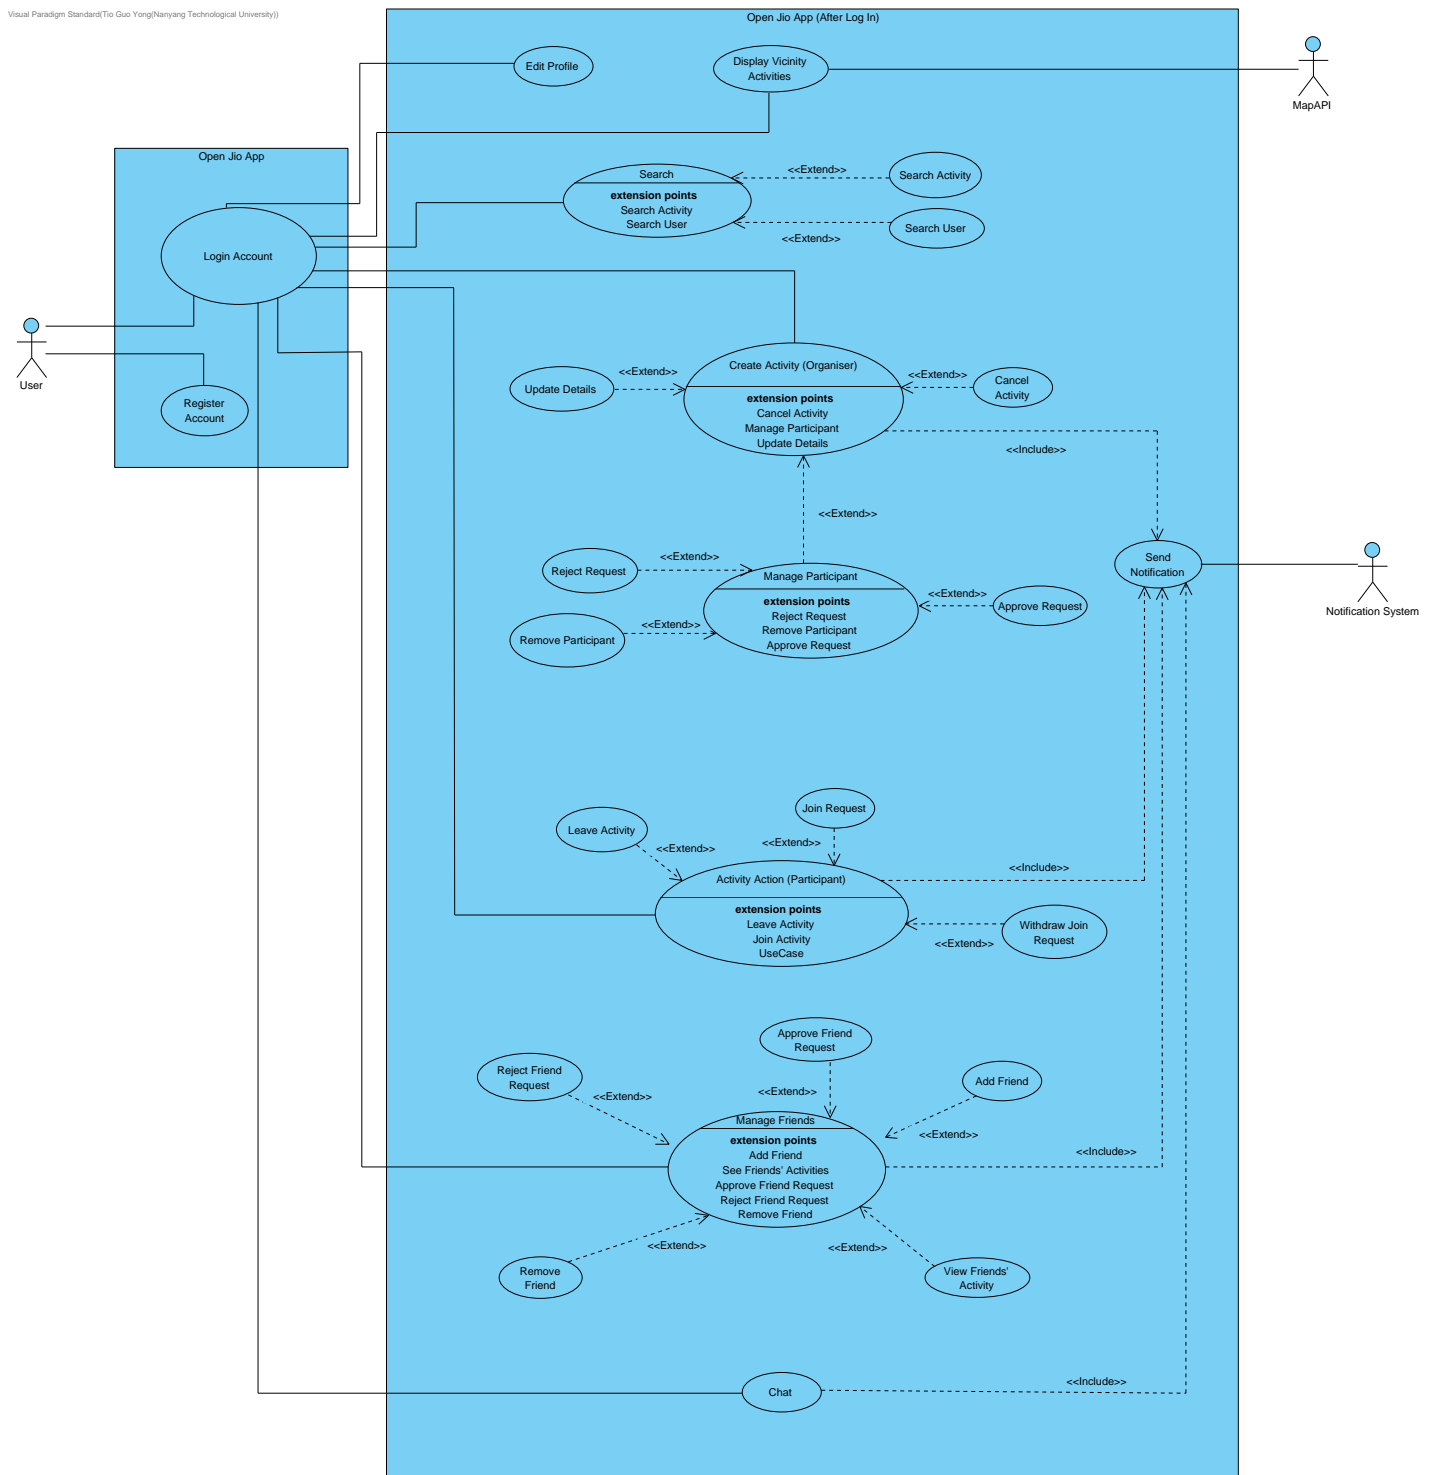 Visual Paradigm Standard(Tio Guo Yong(Nanyang Technological University))
Open Jio App (After Log In)
Edit Profile
Display Vicinity
Activities
MapAPI
Open Jio App
Search
extension points
Search Activity
Search User
<<Extend>>
Search Activity
<<Extend>>
Search User
Login Account
User
Register
Account
Update Details
<<Extend>>
Create Activity (Organiser)
extension points
Cancel Activity
Manage Participant
Update Details
<<Extend>>
Cancel
Activity
<<Include>>
<<Extend>>
Send
Notification
Notification System
Reject Request
<<Extend>>
Manage Participant
extension points
Reject Request
Remove Participant
Approve Request
<<Extend>>
Approve Request
<<Extend>>
Remove Participant
Join Request
<<Extend>>
Leave Activity
<<Extend>>
Activity Action (Participant)
extension points
Leave Activity
Join Activity
UseCase
<<Include>>
Withdraw Join
Request
<<Extend>>
Approve Friend
Request
<<Extend>>
Reject Friend
Request
<<Extend>>
Add Friend
<<Extend>>
Manage Friends
extension points
Add Friend
See Friends' Activities
Approve Friend Request
Reject Friend Request
Remove Friend
<<Include>>
<<Extend>>
Remove
Friend
<<Extend>>
View Friends'
Activity
Chat
<<Include>>